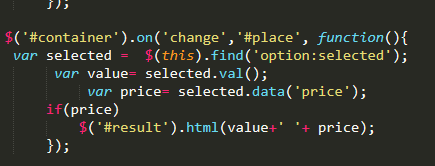 });
$('#container').on('change','#place', function(){
var selected = $(this).find('option:selected');
var value= selected.val();
var price= selected.data('price');
if(price)
$('#result').html(value+' '+ price);
});